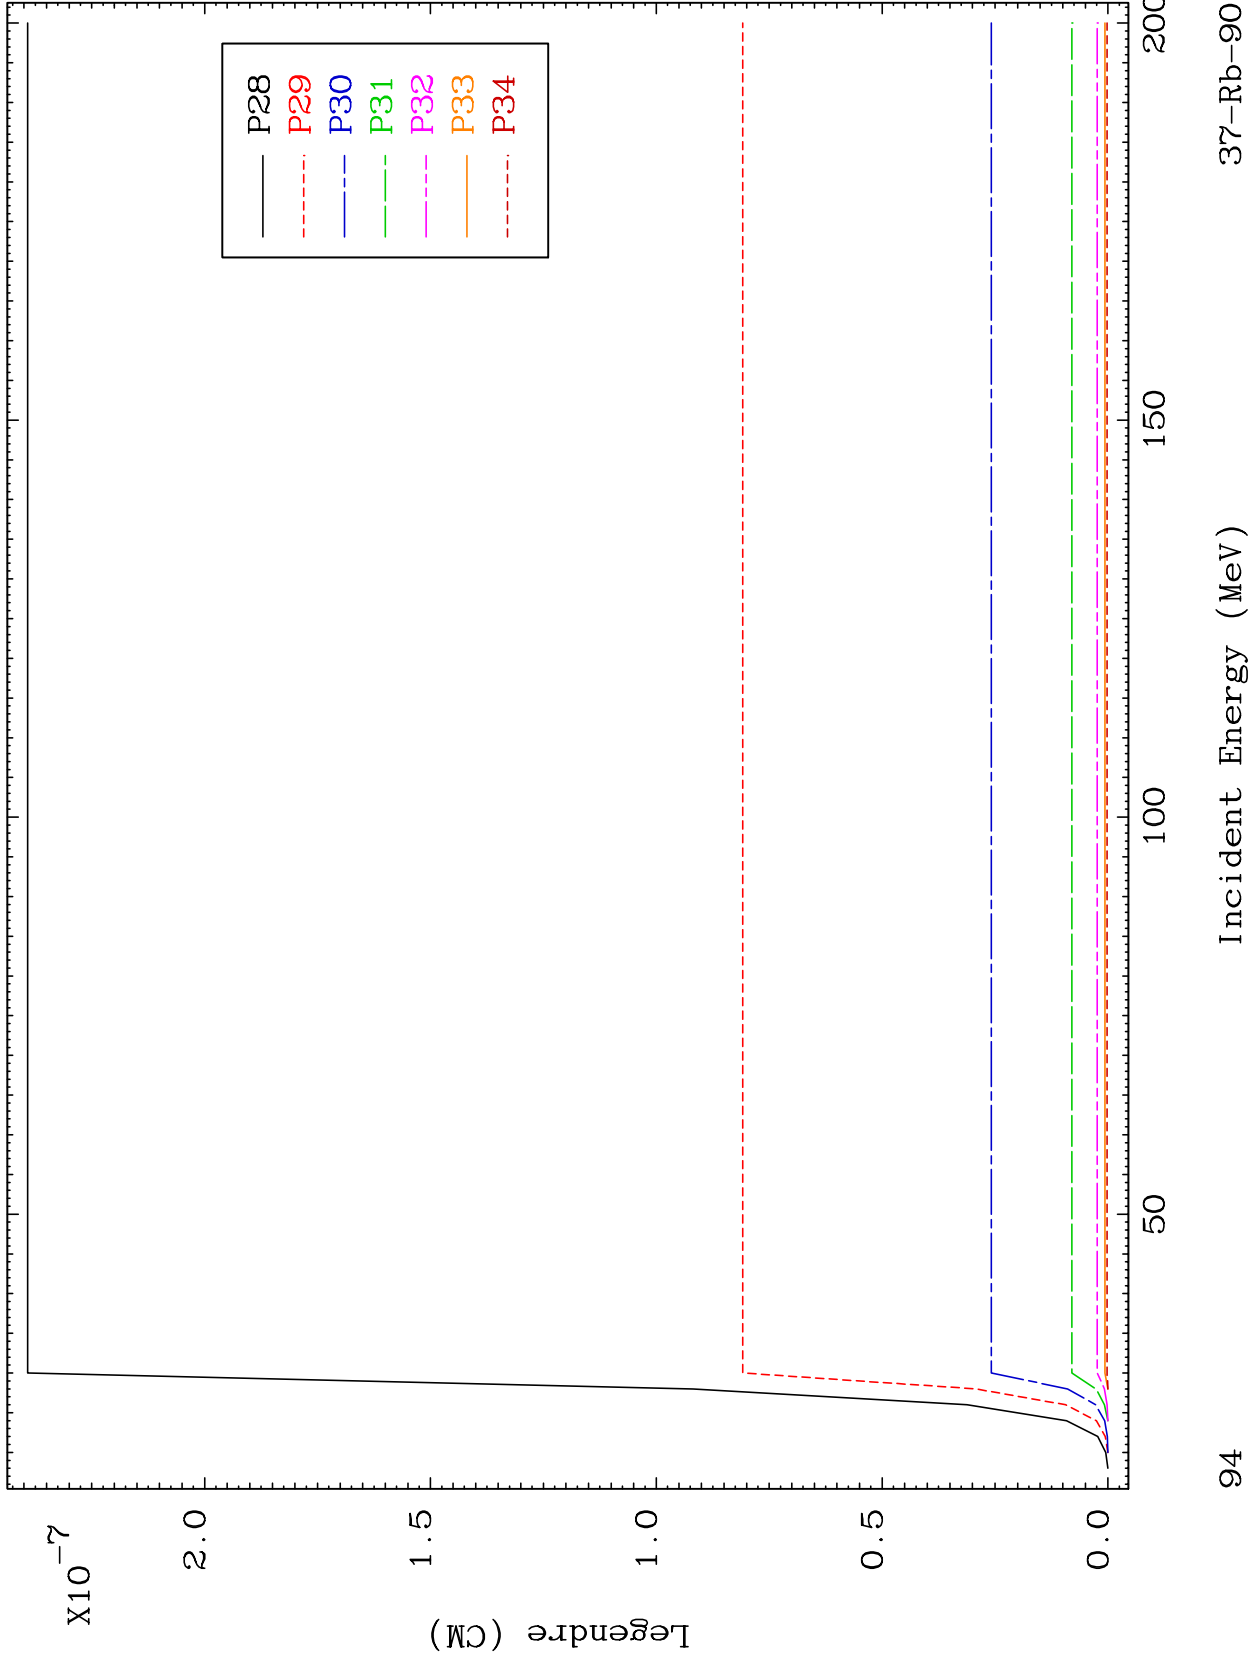 X10-7
2.0
1.5
1.0
0.5
0.0
Legendre (CM)
P28
P29
P30
P31
P32
P33
P34
50
100
150
200
Incident Energy (MeV)
94
37-Rb-90